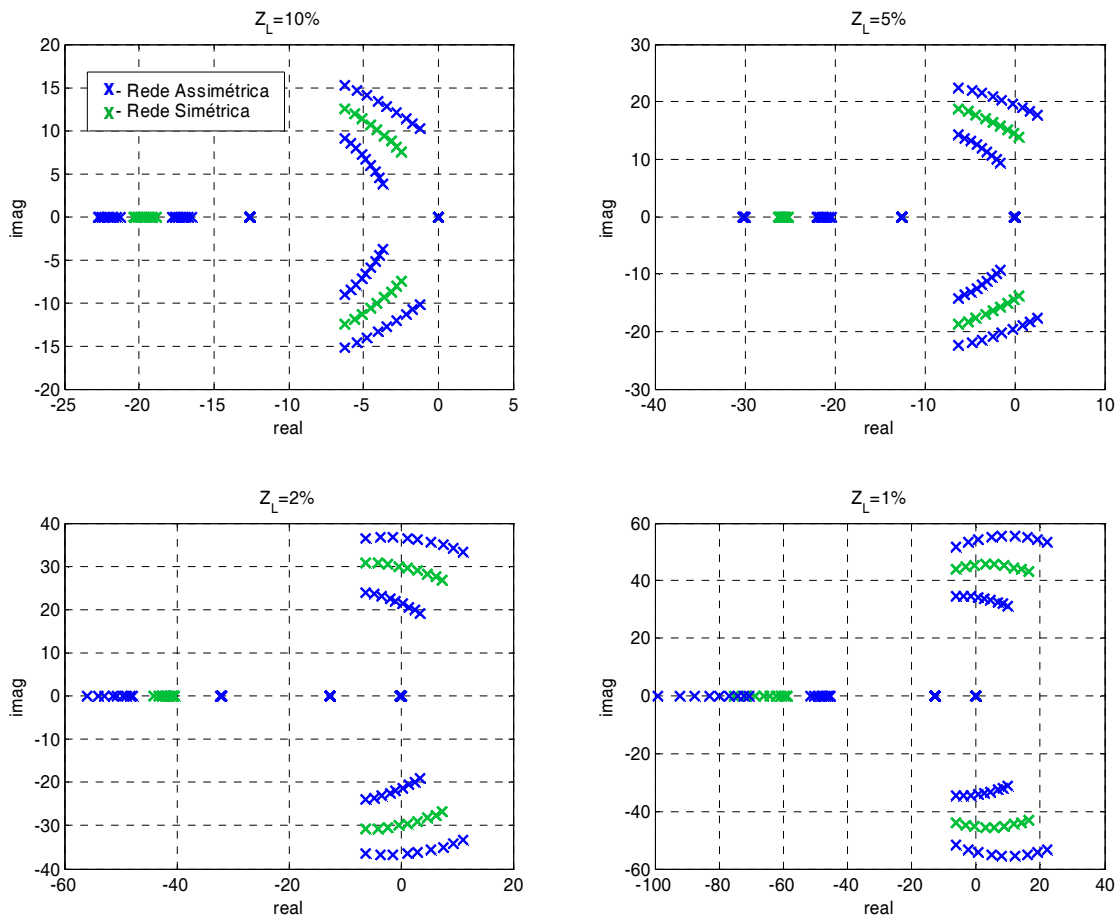 Z_L=10%
20
15
10
5
0
-5
-10
-15
-20
imag
X - Rede Assimétrica
x - Rede Simétrica
-25 -20 -15 -10 -5 0 5
real
Z_L=5%
30
20
10
0
-10
-20
-30
imag
-40 -30 -20 -10 0 10
real
Z_L=2%
40
30
20
10
0
-10
-20
-30
-40
imag
-60 -40 -20 0 20
real
Z_L=1%
60
40
20
0
-20
-40
-60
imag
-100 -80 -60 -40 -20 0 20 40
real